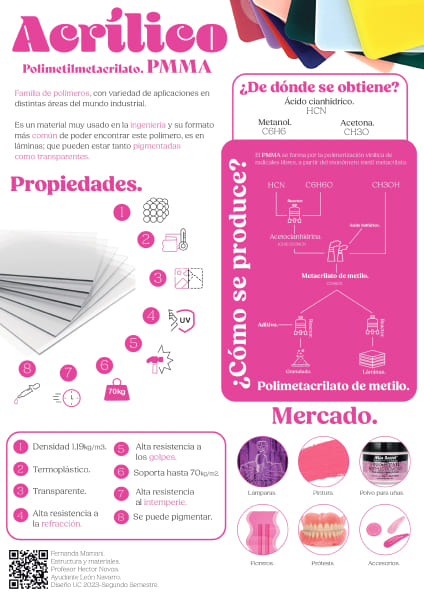 Acrílico
Polimetilmetacrilato. PMMA
Familia de polímeros, con variedad de aplicaciones en
distintas áreas del mundo industrial.
Es un material muy usado en la ingeniería y su formato
más común de poder encontrar este polímero, es en
láminas; que pueden estar tanto pigmentadas
como transparentes.
¿De dónde se obtiene?
Ácido cianhídrico.
HCN
Metanol.
C6H6
Acetona.
CH3O
Propiedades.
1
2
3
4
UV
5
6
70kg
7
8
¿Cómo se produce?
El PMMA se forma por la polimerización vinílica de
radicales libres, a partir del monómero metil metacrilato.
HCN
C6H6O
CH3OH
Reactor
Acetocianhidrina
Ácido Sulfúrico.
Metacrilato de metilo.
Aditivo.
Reactor
Reactor
Granulado.
Láminas.
Polimetacrilato de metilo.
1 Densidad 1.19kg/m3.
2 Termoplástico.
3 Transparente.
4 Alta resistencia a
la refracción.
5 Alta resistencia a
los golpes.
6 Soporta hasta 70kg/m2.
7 Alta resistencia
al intemperie.
8 Se puede pigmentar.
Mercado.
Lámparas.
Pintura.
Polvo para uñas.
Floreros.
Prótesis.
Accesorios.
Fernanda Mamani.
Estructura y materiales.
Profesor Hector Novoa.
Ayudante León Navarro.
Diseño UC 2023-Segundo Semestre.